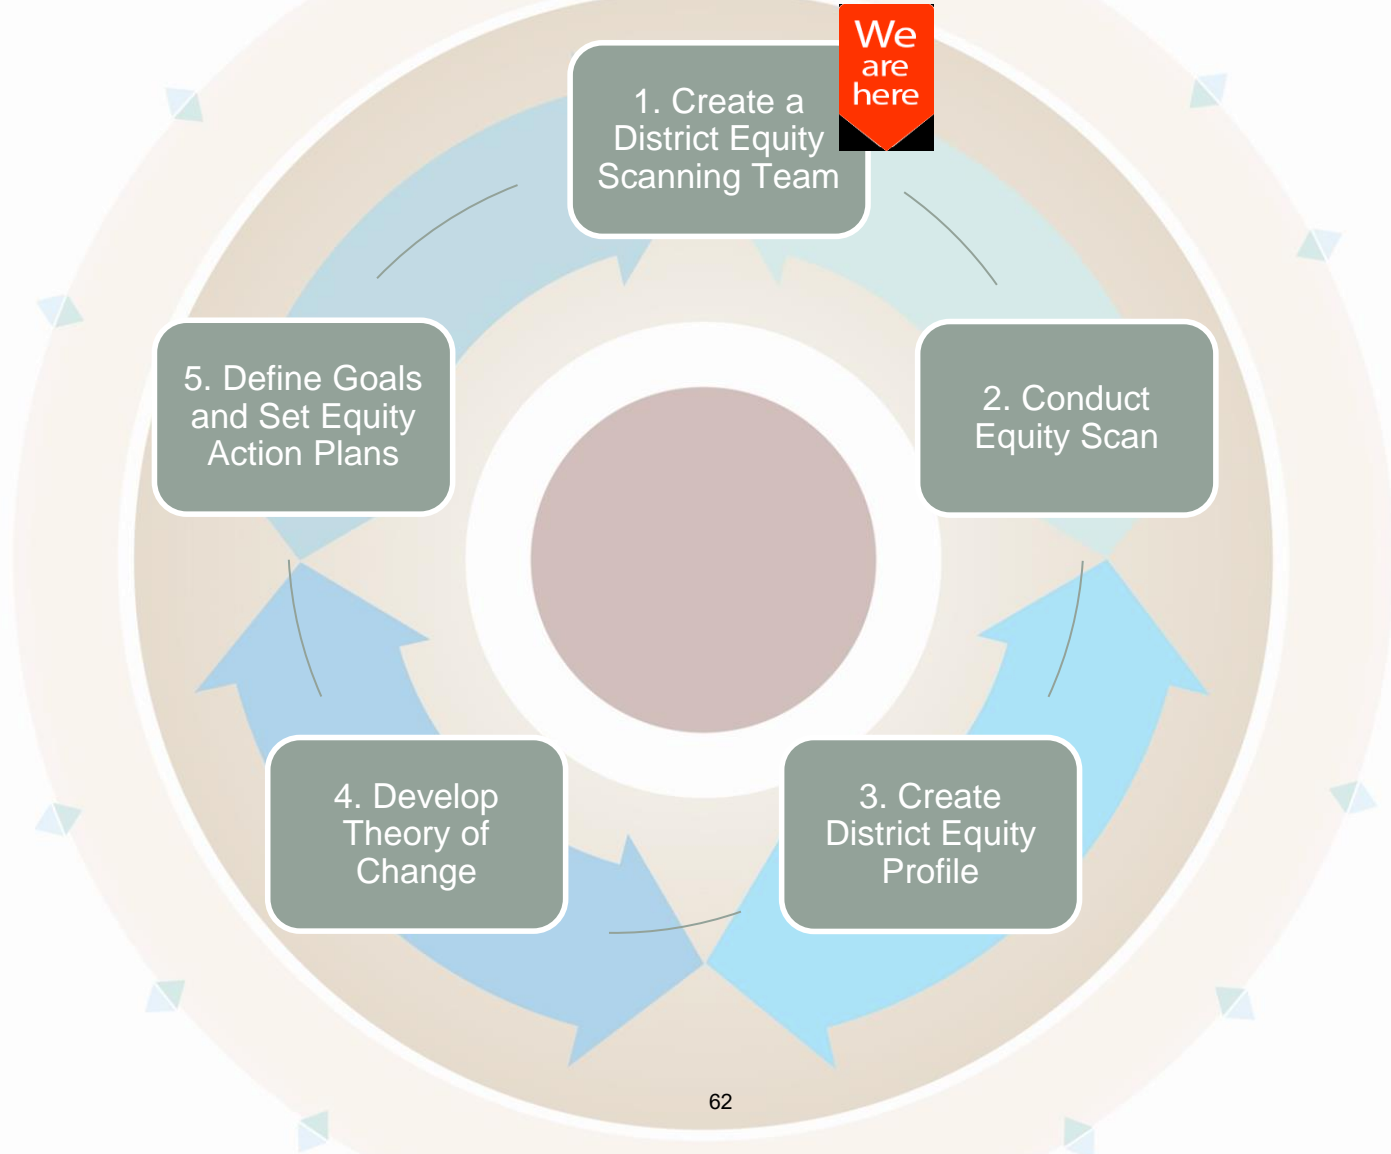 We
are
here
1. Create a
District Equity
Scanning Team
2. Conduct
Equity Scan
3. Create
District Equity
Profile
4. Develop
Theory of
Change
5. Define Goals
and Set Equity
Action Plans
62